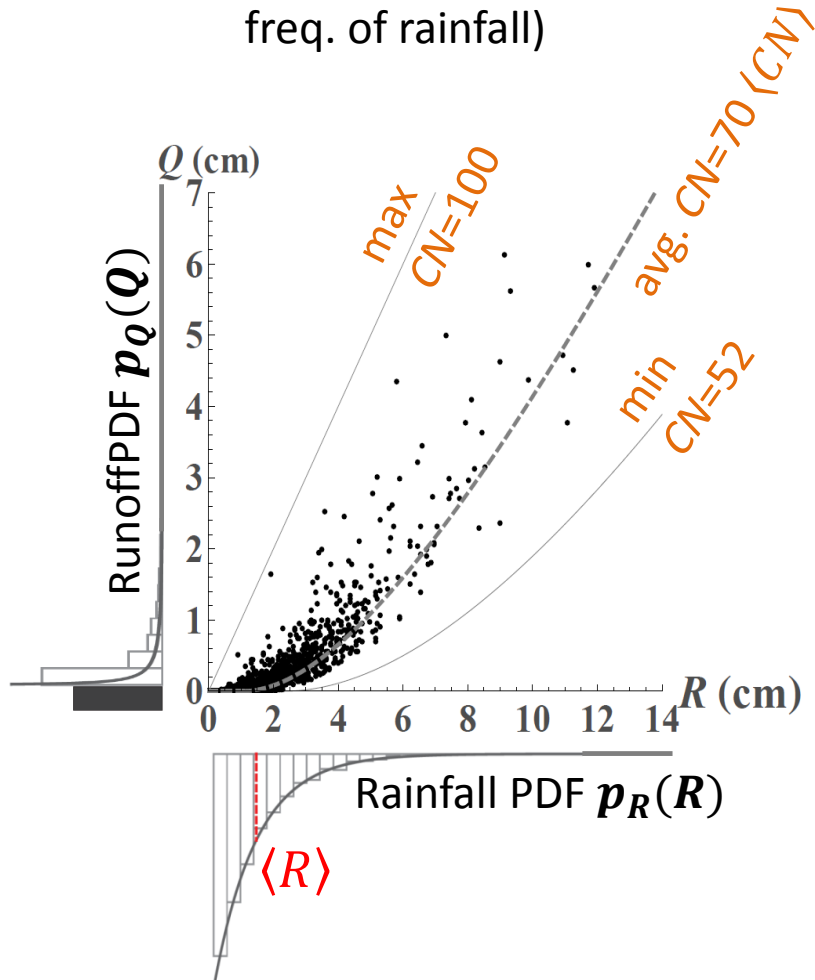 freq. of rainfall)
Q (cm)
7
6
5
4
3
2
1
0
RunoffPDF p_Q(Q)
max
CN=100
avg. CN=70 ⟨CN⟩
min
CN=52
0 2 4 6 8 10 12 14
R (cm)
Rainfall PDF p_R(R)
⟨R⟩